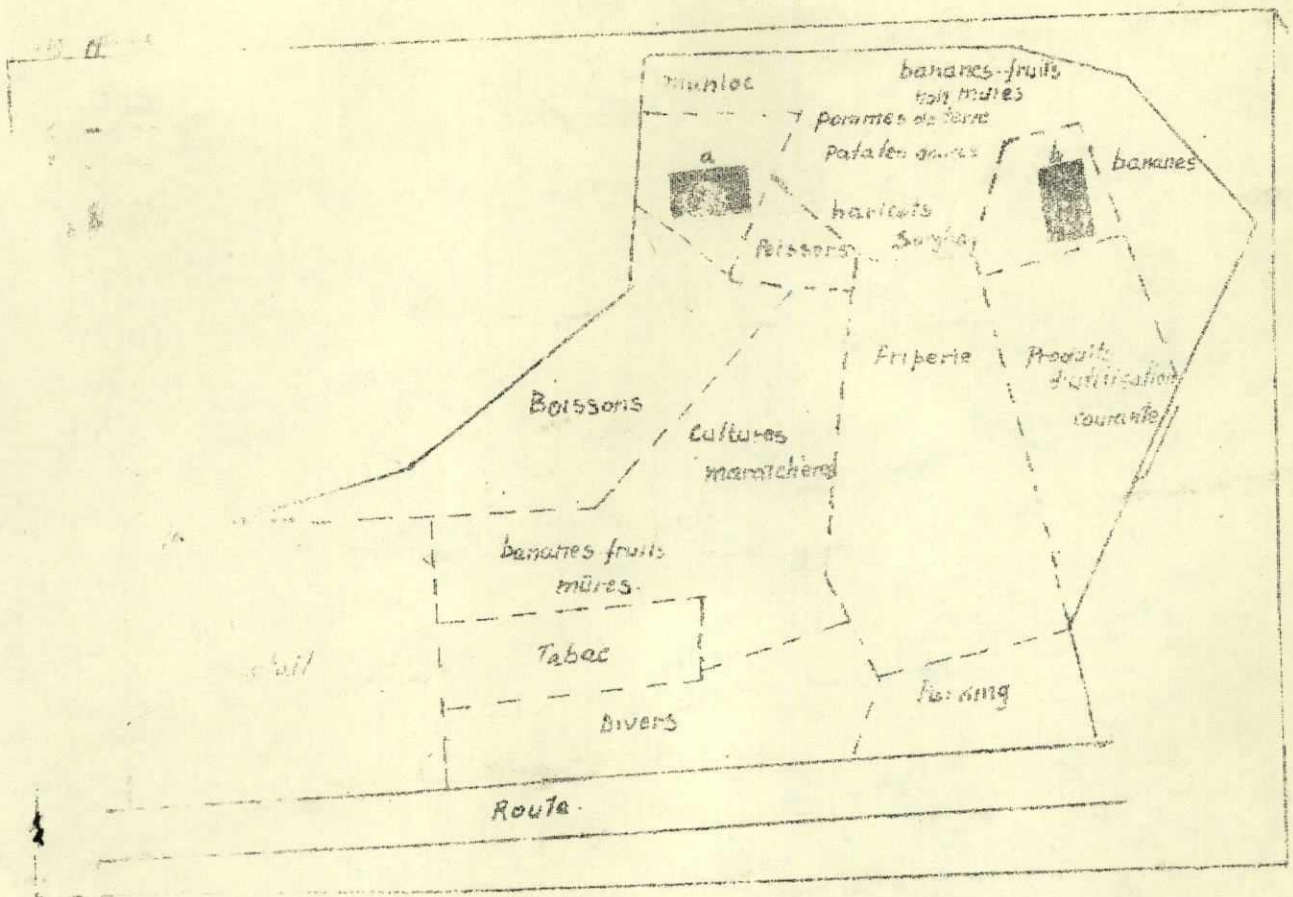 bananes-fruits
non mûres
pommes de terre
Patates douces
a
b
bananes
haricots
Sorgho
Poissons
Friperie
Produits
d'utilisation
courante
Boissons
Cultures
maraîchères
bananes-fruits
mûres.
Tabac
Parking
Divers
Route.